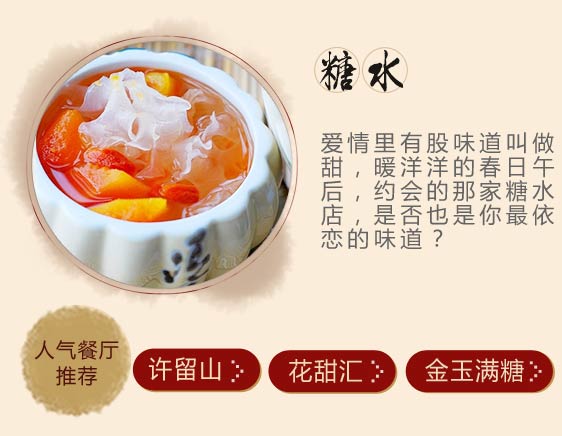 糖水
爱情里有股味道叫做
甜，暖洋洋的春日午
后，约会的那家糖水
店，是否也是你最依
恋的味道？
人气餐厅
推荐
许留山
花甜汇
金玉满糖